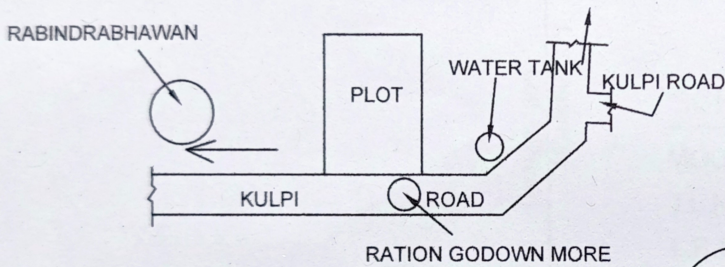 RABINDRABHAWAN
WATER TANK
KULPI ROAD
PLOT
KULPI
ROAD
RATION GODOWN MORE